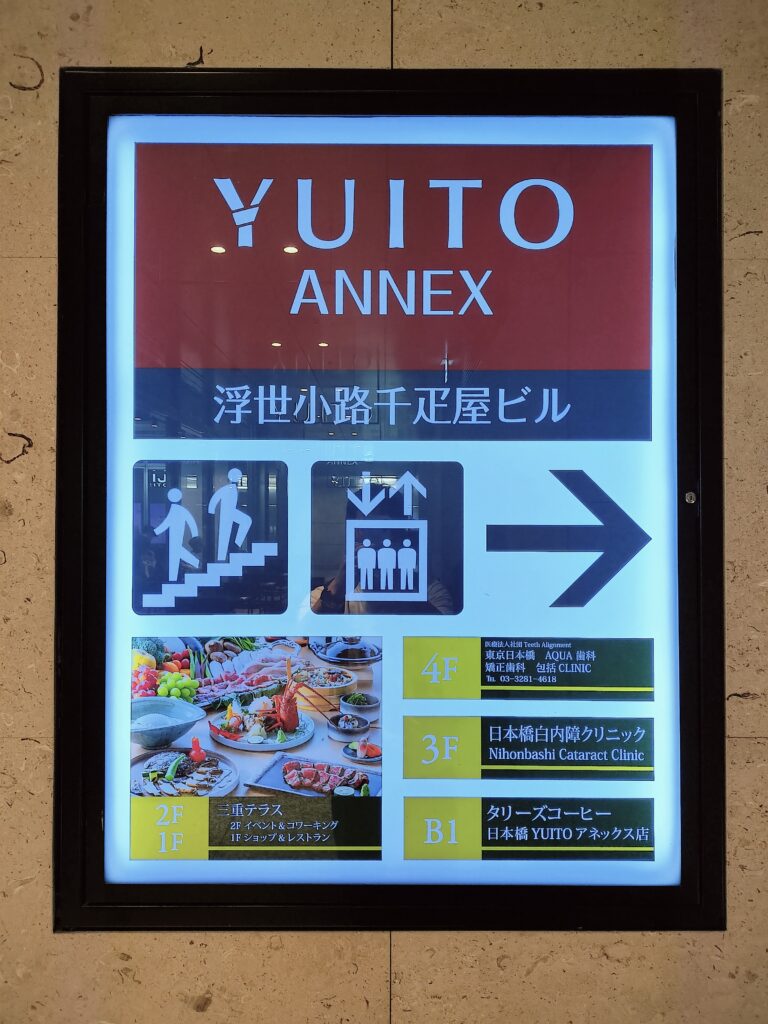 YUITO
ANNEX
浮世小路千疋屋ビル
4F
医療法人社団 Teeth Alignment
東京日本橋 AQUA 歯科
矯正歯科 包括 CLINIC
℡ 03-3281-4618
3F
日本橋白内障クリニック
Nihonbashi Cataract Clinic
2F
1F
三重テラス
2F イベント&コワーキング
1F ショップ&レストラン
B1
タリーズコーヒー
日本橋 YUITO アネックス店